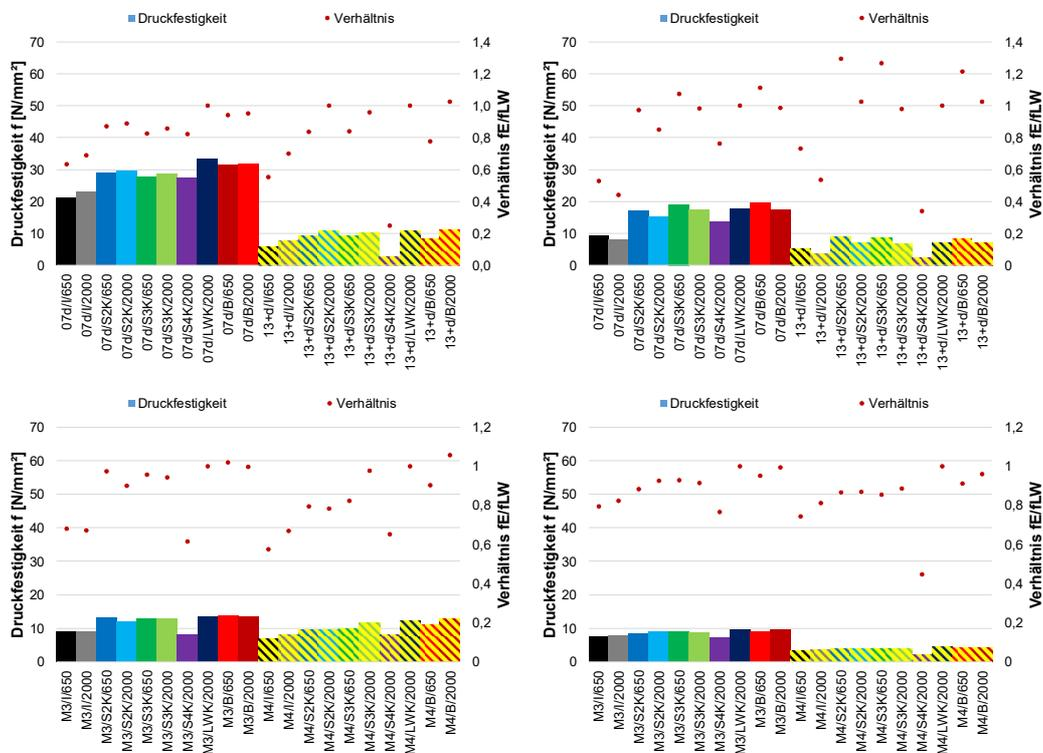 Druckfestigkeit Verhältnis
Druckfestigkeit f [N/mm²]
70
60
50
40
30
20
10
0
1,4
1,2
1,0
0,8
0,6
0,4
0,2
0,0
Verhältnis fE/fLW
07d/I/650
07d/I/2000
07d/S2K/650
07d/S2K/2000
07d/S3K/650
07d/S3K/2000
07d/S4K/2000
07d/LWK/2000
07d/B/650
07d/B/2000
13+d/I/650
13+d/I/2000
13+d/S2K/650
13+d/S2K/2000
13+d/S3K/650
13+d/S3K/2000
13+d/S4K/2000
13+d/LWK/2000
13+d/B/650
13+d/B/2000
Druckfestigkeit Verhältnis
Druckfestigkeit f [N/mm²]
70
60
50
40
30
20
10
0
1,4
1,2
1
0,8
0,6
0,4
0,2
0
Verhältnis fE/fLW
07d/I/650
07d/I/2000
07d/S2K/650
07d/S2K/2000
07d/S3K/650
07d/S3K/2000
07d/S4K/2000
07d/LWK/2000
07d/B/650
07d/B/2000
13+d/I/650
13+d/I/2000
13+d/S2K/650
13+d/S2K/2000
13+d/S3K/650
13+d/S3K/2000
13+d/S4K/2000
13+d/LWK/2000
13+d/B/650
13+d/B/2000
Druckfestigkeit Verhältnis
Druckfestigkeit f [N/mm²]
70
60
50
40
30
20
10
0
1,2
1
0,8
0,6
0,4
0,2
0
Verhältnis fE/fLW
M3/I/650
M3/I/2000
M3/S2K/650
M3/S2K/2000
M3/S3K/650
M3/S3K/2000
M3/S4K/2000
M3/LWK/2000
M3/B/650
M3/B/2000
M4/I/650
M4/I/2000
M4/S2K/650
M4/S2K/2000
M4/S3K/650
M4/S3K/2000
M4/S4K/2000
M4/LWK/2000
M4/B/650
M4/B/2000
Druckfestigkeit Verhältnis
Druckfestigkeit f [N/mm²]
70
60
50
40
30
20
10
0
1,2
1
0,8
0,6
0,4
0,2
0
Verhältnis fE/fLW
M3/I/650
M3/I/2000
M3/S2K/650
M3/S2K/2000
M3/S3K/650
M3/S3K/2000
M3/S4K/2000
M3/LWK/2000
M3/B/650
M3/B/2000
M4/I/650
M4/I/2000
M4/S2K/650
M4/S2K/2000
M4/S3K/650
M4/S3K/2000
M4/S4K/2000
M4/LWK/2000
M4/B/650
M4/B/2000